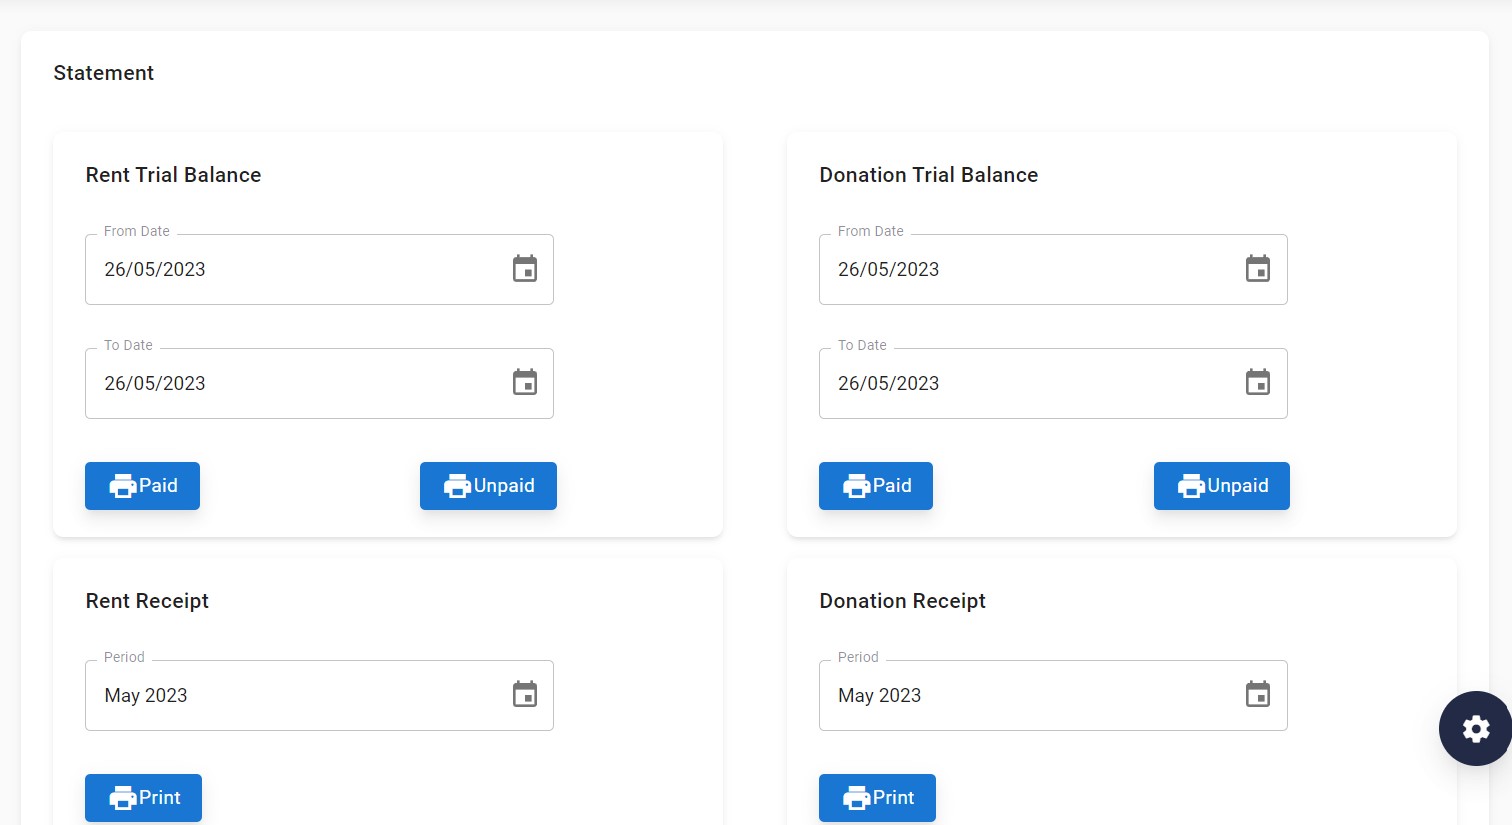 Statement
Rent Trial Balance
From Date
26/05/2023
To Date
26/05/2023
Paid
Unpaid
Donation Trial Balance
From Date
26/05/2023
To Date
26/05/2023
Paid
Unpaid
Rent Receipt
Period
May 2023
Print
Donation Receipt
Period
May 2023
Print